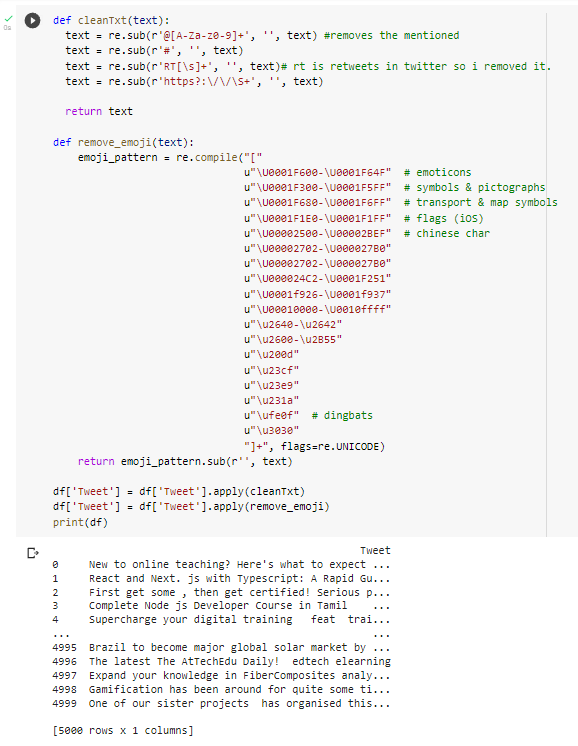 0s
def cleanTxt(text):
text = re.sub(r'@[A-Za-z0-9]+', '', text) #removes the mentioned
text = re.sub(r'#', '', text)
text = re.sub(r'RT[\s]+', '', text)# rt is retweets in twitter so i removed it.
text = re.sub(r'https?:\/\/\S+', '', text)
return text
def remove_emoji(text):
emoji_pattern = re.compile("["
u"\U0001F600-\U0001F64F"  # emoticons
u"\U0001F300-\U0001F5FF"  # symbols & pictographs
u"\U0001F680-\U0001F6FF"  # transport & map symbols
u"\U0001F1E0-\U0001F1FF"  # flags (iOS)
u"\U00002500-\U00002BEF"  # chinese char
u"\U00002702-\U000027B0"
u"\U00002702-\U000027B0"
u"\U000024C2-\U0001F251"
u"\U0001f926-\U0001f937"
u"\U00010000-\U0010ffff"
u"\u2640-\u2642"
u"\u2600-\u2B55"
u"\u200d"
u"\u23cf"
u"\u23e9"
u"\u231a"
u"\ufe0f"  # dingbats
u"\u3030"
"]+", flags=re.UNICODE)
return emoji_pattern.sub(r'', text)
df['Tweet'] = df['Tweet'].apply(cleanTxt)
df['Tweet'] = df['Tweet'].apply(remove_emoji)
print(df)
Tweet
0 New to online teaching? Here's what to expect ...
1 React and Next. js with Typescript: A Rapid Gu...
2 First get some , then get certified! Serious p...
3 Complete Node js Developer Course in Tamil ...
4 Supercharge your digital training feat trai...
... ...
4995 Brazil to become major global solar market by ...
4996 The latest The AtTechEdu Daily! edtech elearning
4997 Expand your knowledge in FiberComposites analy...
4998 Gamification has been around for quite some ti...
4999 One of our sister projects has organised this...
[5000 rows x 1 columns]